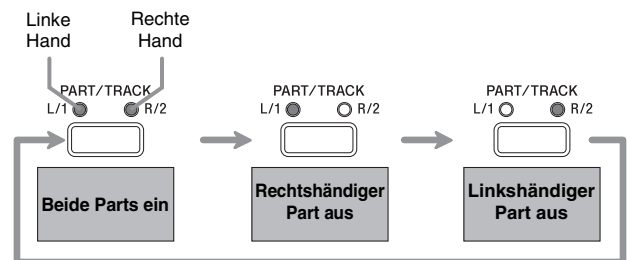 Linke Hand
Rechte Hand
PART/TRACK
L/1 R/2
PART/TRACK
L/1 R/2
PART/TRACK
L/1 R/2
Beide Parts ein
Rechtshändiger
Part aus
Linkshändiger
Part aus